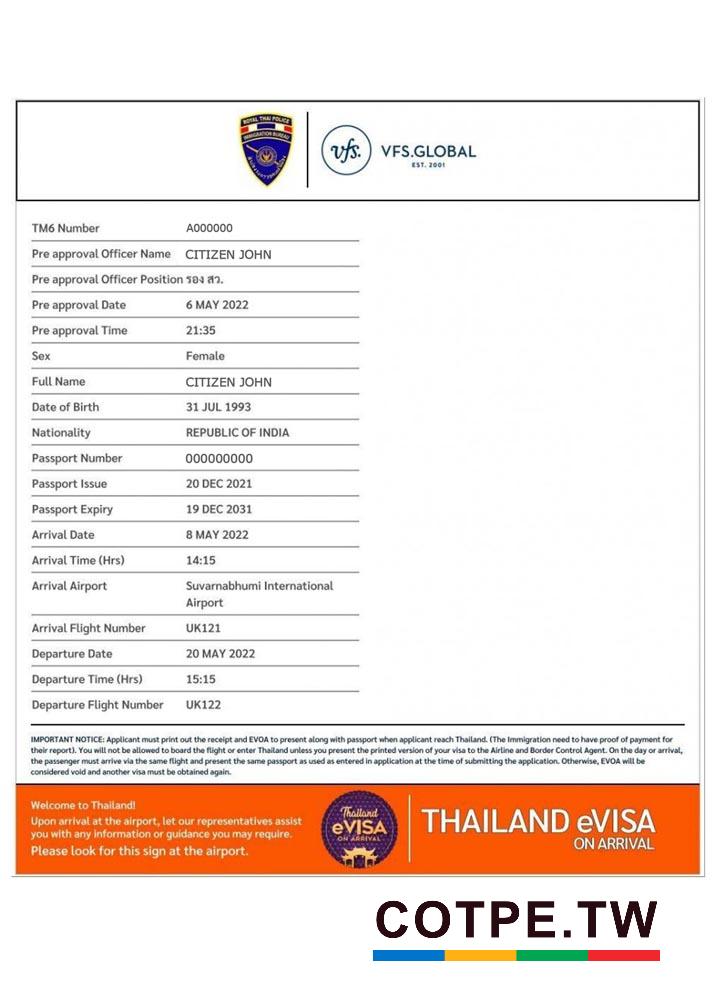 ROYAL THAI POLICE
IMMIGRATION BUREAU
vfs. VFS.GLOBAL
EST. 2001
TM6 Number A000000
Pre approval Officer Name CITIZEN JOHN
Pre approval Officer Position รอง สว.
Pre approval Date 6 MAY 2022
Pre approval Time 21:35
Sex Female
Full Name CITIZEN JOHN
Date of Birth 31 JUL 1993
Nationality REPUBLIC OF INDIA
Passport Number 000000000
Passport Issue 20 DEC 2021
Passport Expiry 19 DEC 2031
Arrival Date 8 MAY 2022
Arrival Time (Hrs) 14:15
Arrival Airport Suvarnabhumi International
Airport
Arrival Flight Number UK121
Departure Date 20 MAY 2022
Departure Time (Hrs) 15:15
Departure Flight Number UK122
IMPORTANT NOTICE: Applicant must print out the receipt and EVOA to present along with passport when applicant reach Thailand. (The Immigration need to have proof of payment for
their report). You will not be allowed to board the flight or enter Thailand unless you present the printed version of your visa to the Airline and Border Control Agent. On the day or arrival,
the passenger must arrive via the same flight and present the same passport as used as entered in application at the time of submitting the application. Otherwise, EVOA will be
considered void and another visa must be obtained again.
Welcome to Thailand!
Upon arrival at the airport, let our representatives assist
you with any information or guidance you may require.
Please look for this sign at the airport.
Thailand
eVISA
ON ARRIVAL
THAILAND eVISA
ON ARRIVAL
COTPE.TW